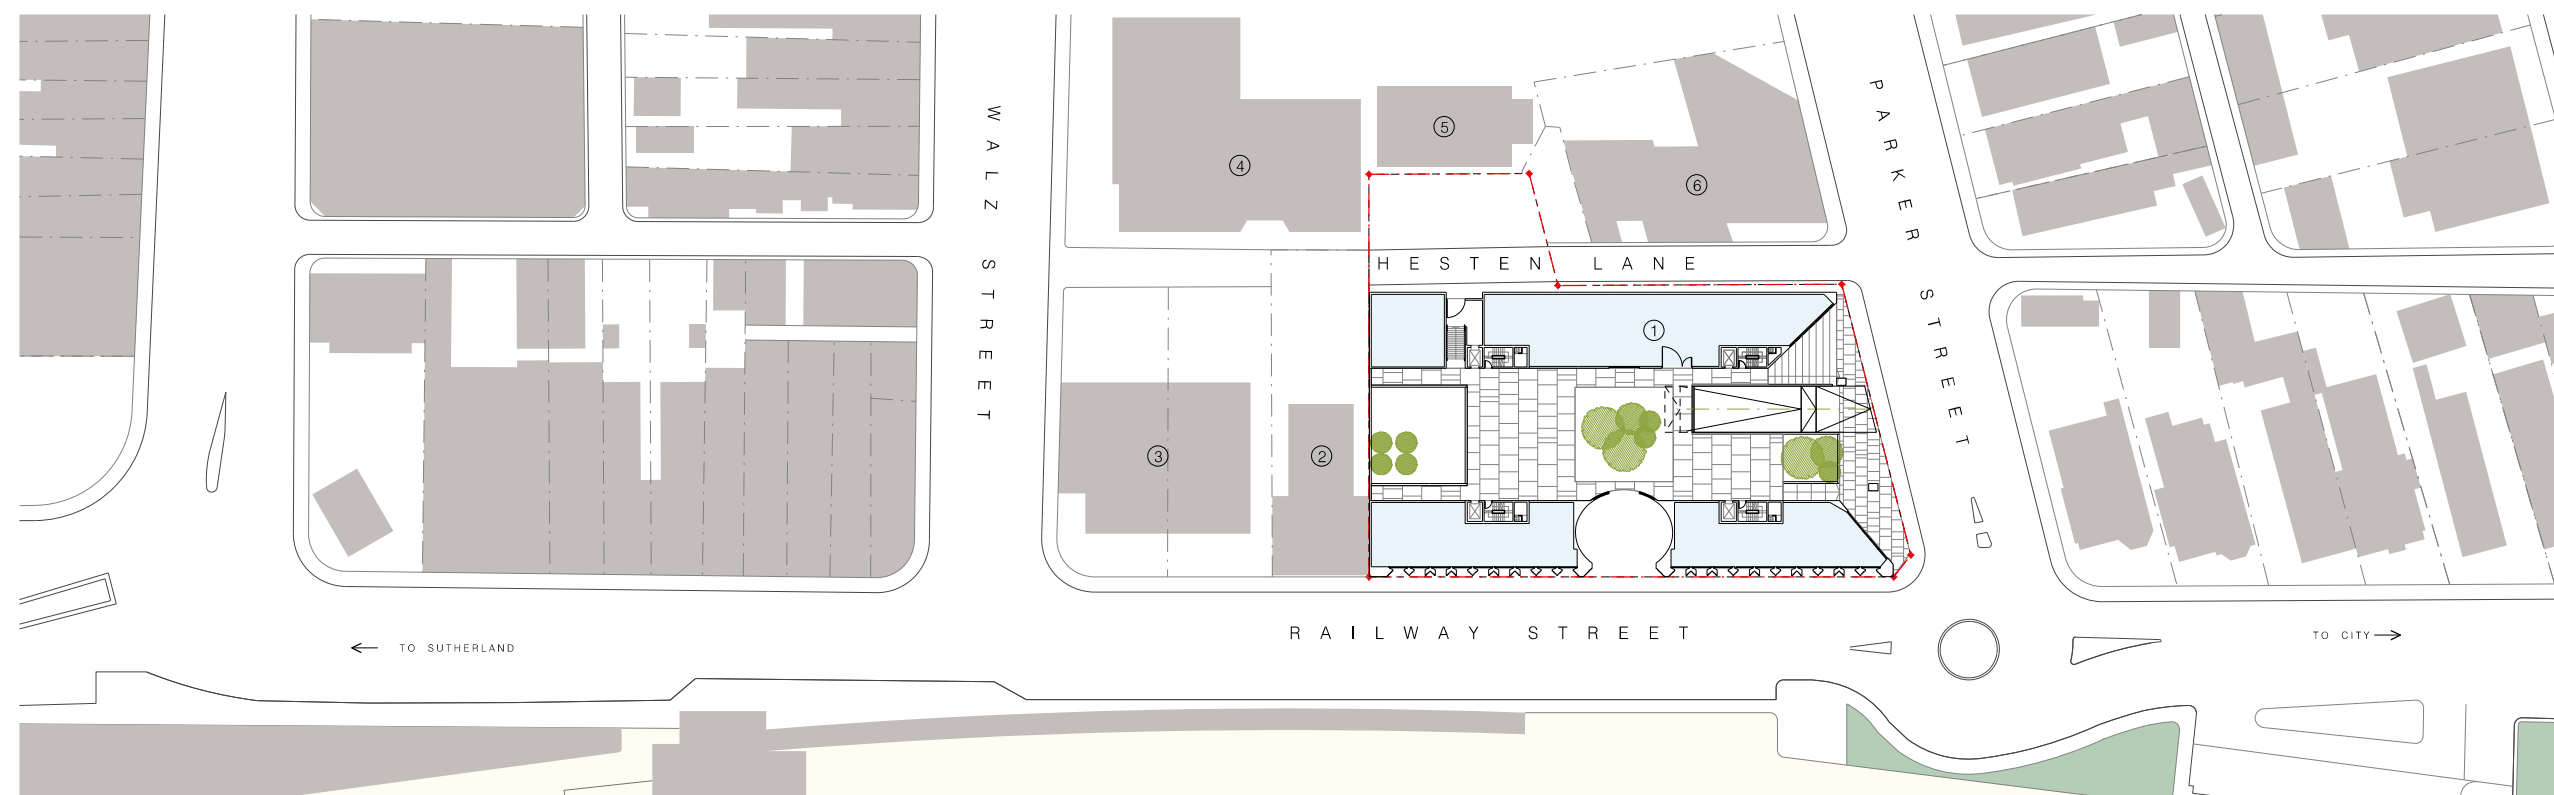 WALZ STREET
PARKER STREET
5
4
6
HESTEN LANE
1
3
2
RAILWAY STREET
← TO SUTHERLAND
TO CITY →